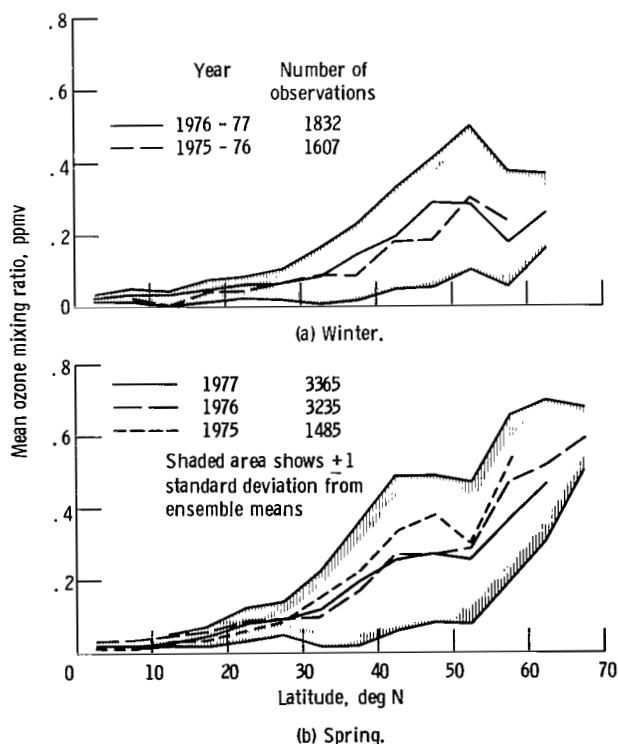 .8
.6
.4
.2
0
Year Number of observations
1976 - 77 1832
1975 - 76 1607
(a) Winter.
Mean ozone mixing ratio, ppmv
.8
.6
.4
.2
1977 3365
1976 3235
1975 1485
Shaded area shows ±1
standard deviation from
ensemble means
0 10 20 30 40 50 60 70
Latitude, deg N
(b) Spring.